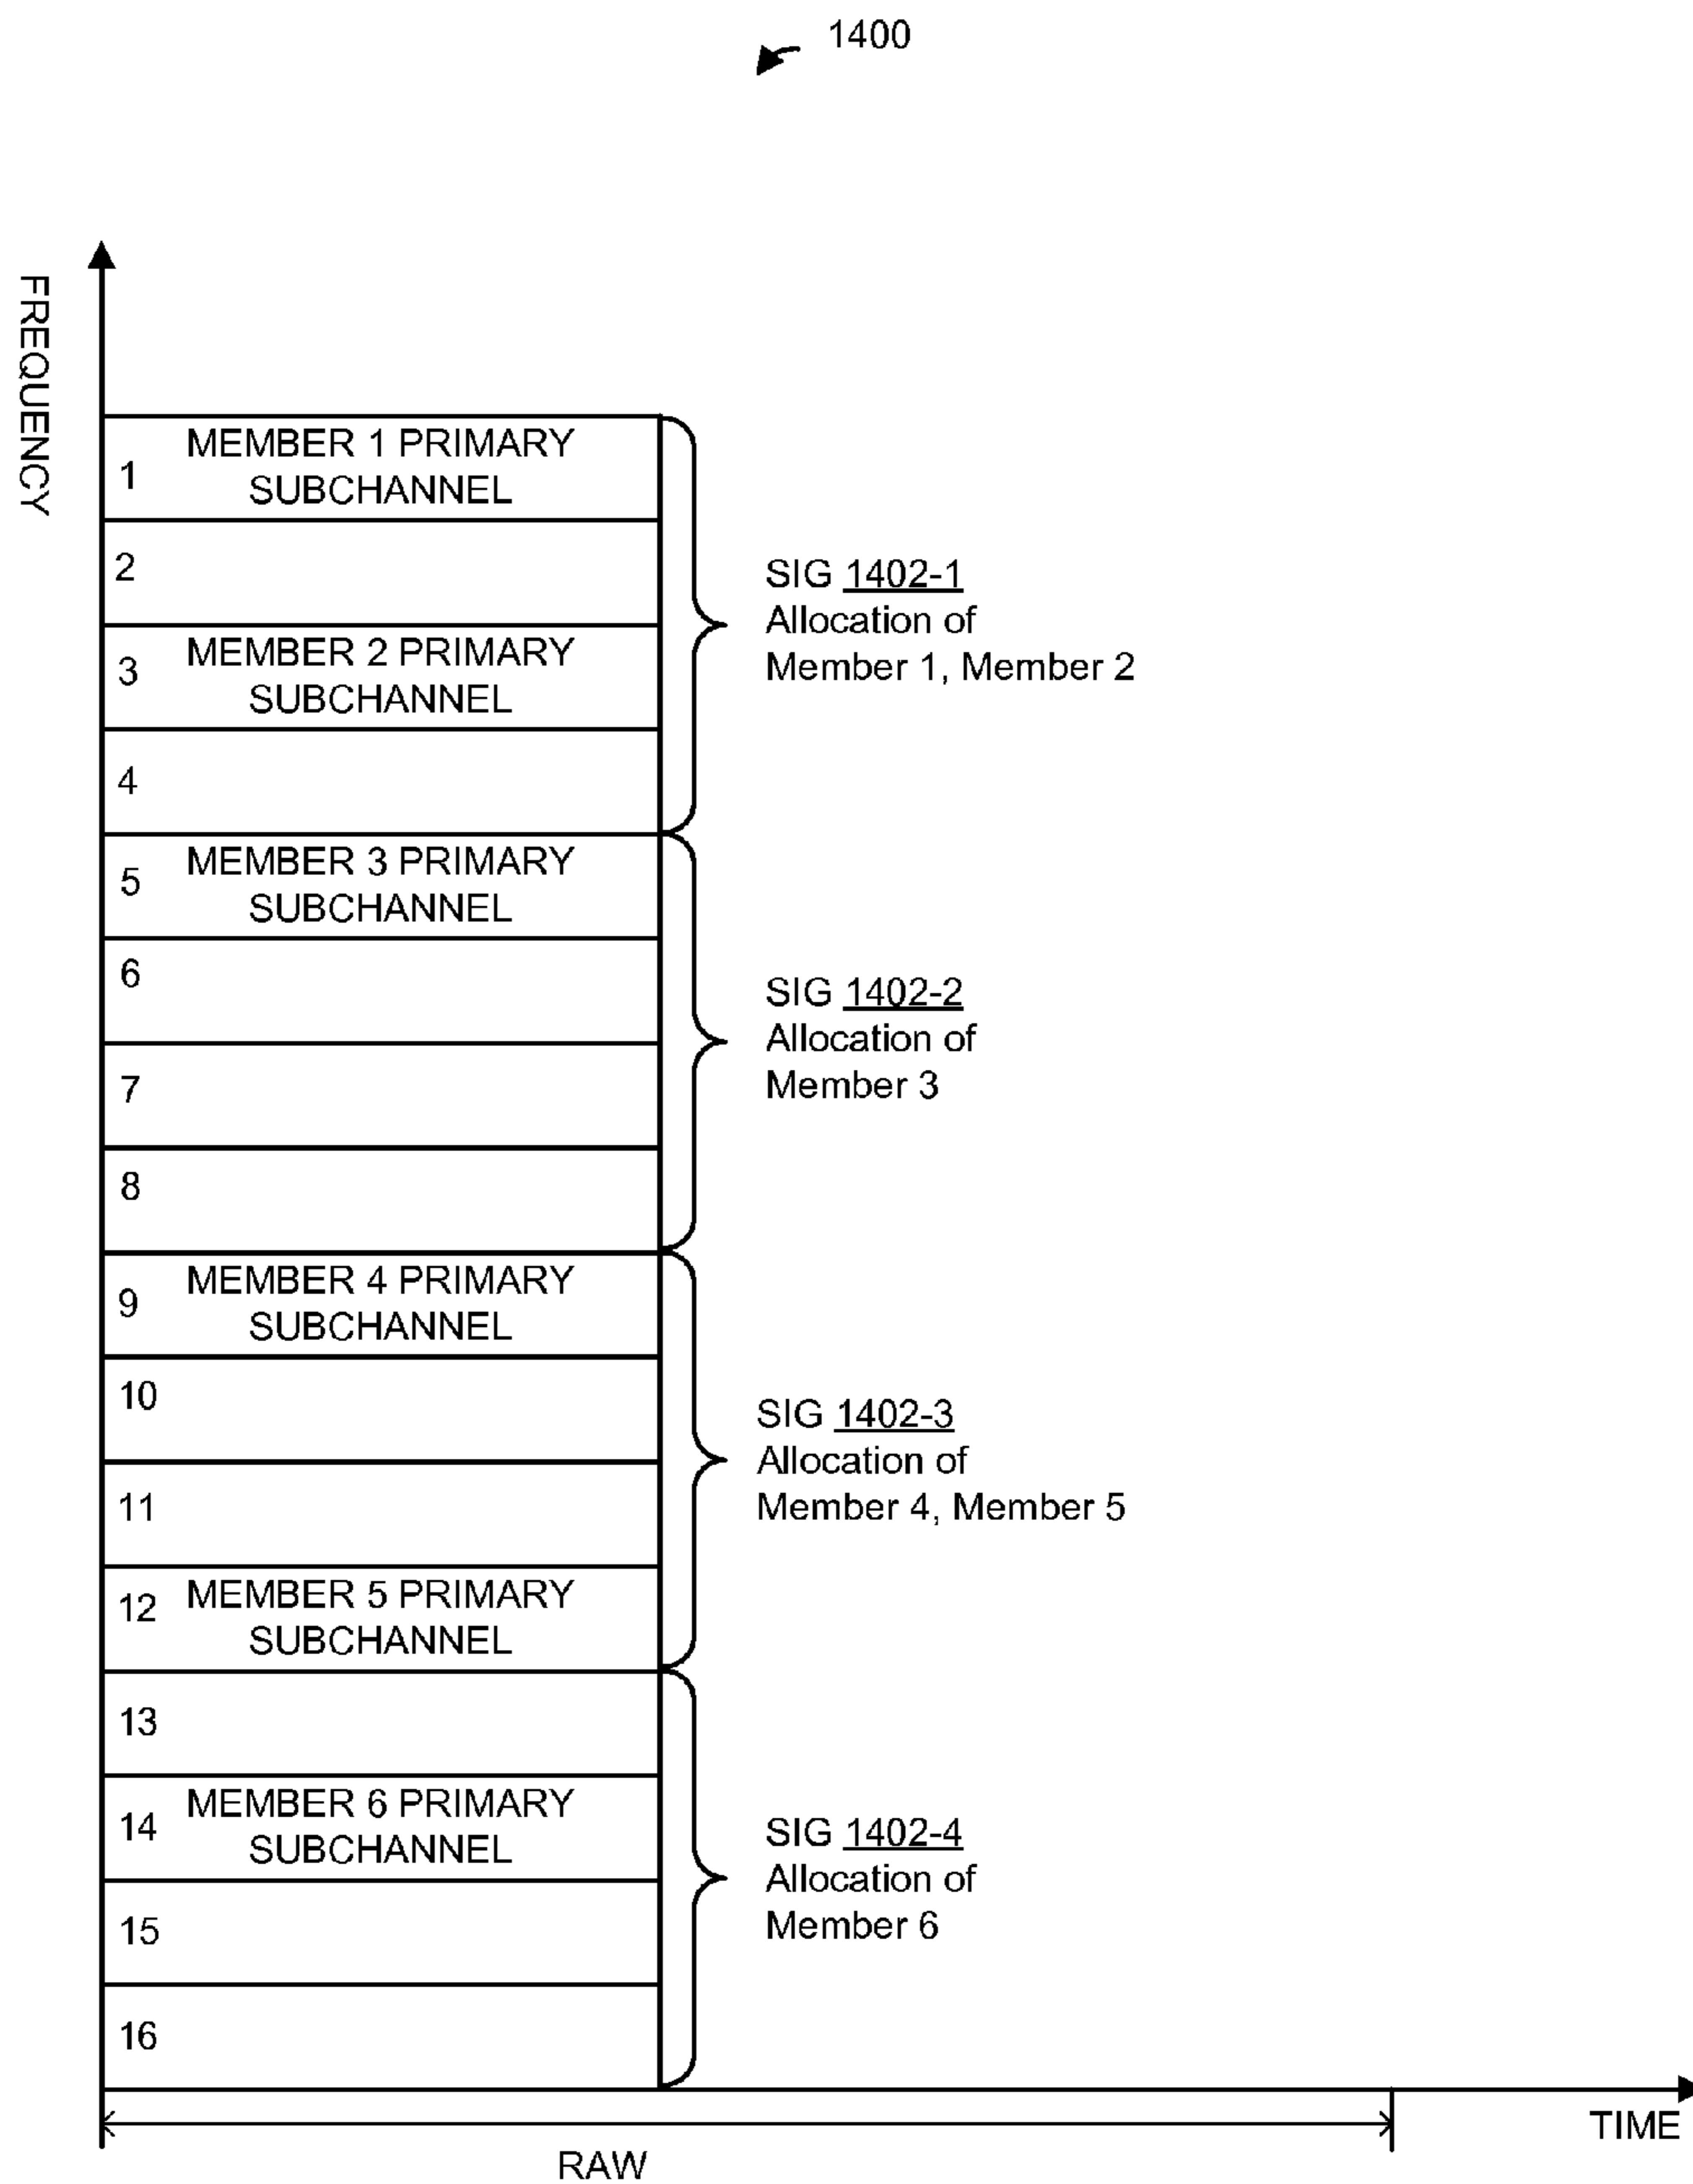 1400
FREQUENCY
1
MEMBER 1 PRIMARY
SUBCHANNEL
2
3
MEMBER 2 PRIMARY
SUBCHANNEL
4
SIG 1402-1
Allocation of
Member 1, Member 2
5
MEMBER 3 PRIMARY
SUBCHANNEL
6
7
8
SIG 1402-2
Allocation of
Member 3
9
MEMBER 4 PRIMARY
SUBCHANNEL
10
11
12
MEMBER 5 PRIMARY
SUBCHANNEL
SIG 1402-3
Allocation of
Member 4, Member 5
13
14
MEMBER 6 PRIMARY
SUBCHANNEL
15
16
SIG 1402-4
Allocation of
Member 6
TIME
RAW